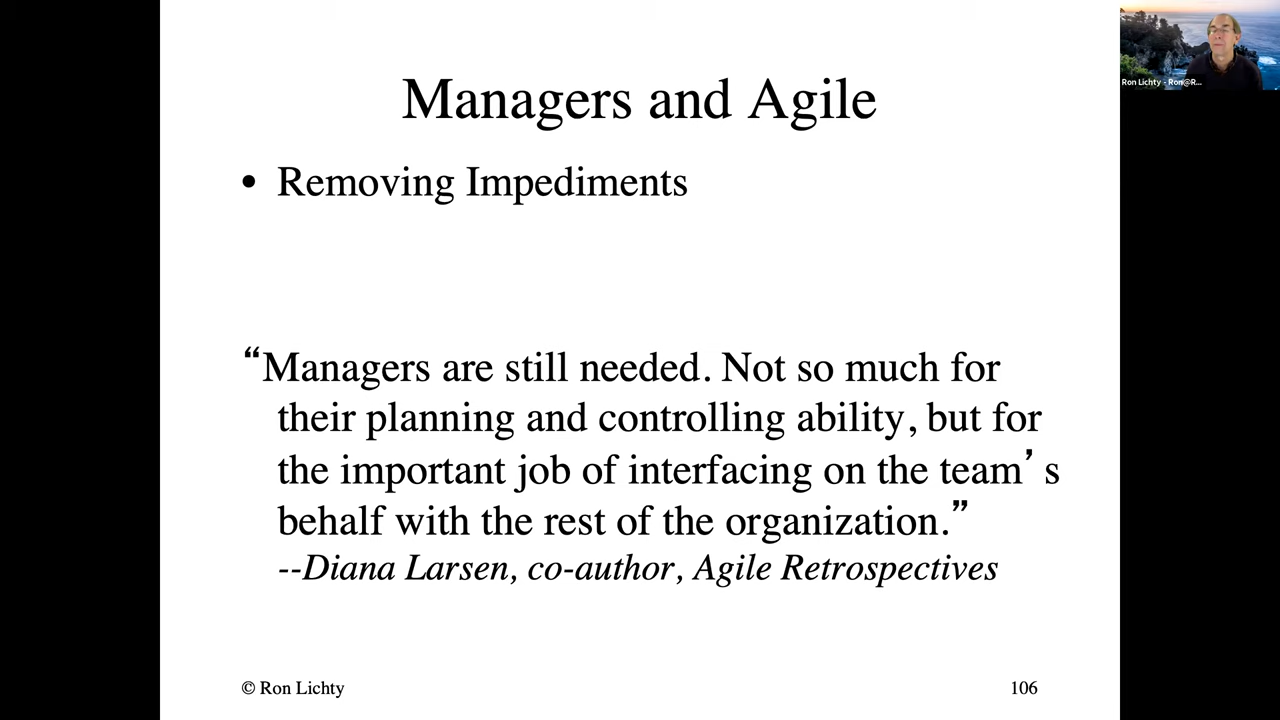 Managers and Agile
• Removing Impediments
“Managers are still needed. Not so much for
their planning and controlling ability, but for
the important job of interfacing on the team’s
behalf with the rest of the organization.”
--Diana Larsen, co-author, Agile Retrospectives
© Ron Lichty
106
Ron Lichty - Ron@R...